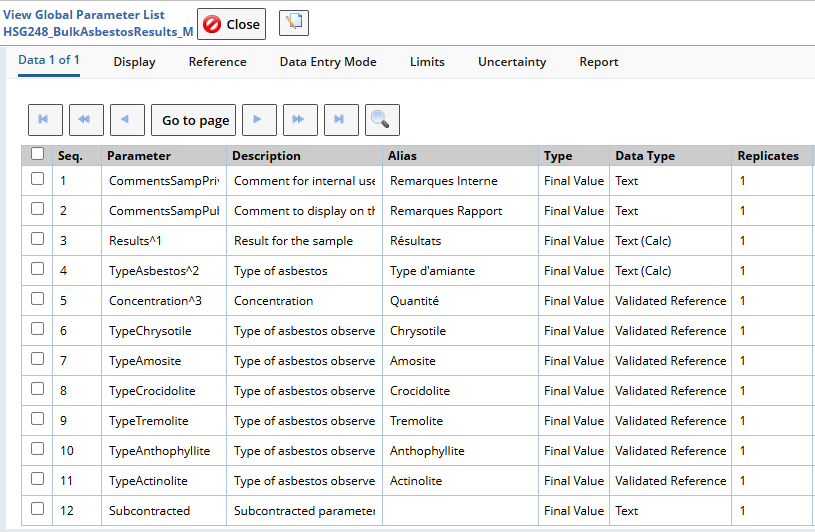 View Global Parameter List
HSG248_BulkAsbestosResults_M
Close
Data 1 of 1 Display Reference Data Entry Mode Limits Uncertainty Report
Go to page
Seq. Parameter Description Alias Type Data Type Replicates
1 CommentsSampPri Comment for internal use Remarques Interne Final Value Text 1
2 CommentsSampPul Comment to display on th Remarques Rapport Final Value Text 1
3 Results^1 Result for the sample Résultats Final Value Text (Calc) 1
4 TypeAsbestos^2 Type of asbestos Type d'amiante Final Value Text (Calc) 1
5 Concentration^3 Concentration Quantité Final Value Validated Reference 1
6 TypeChrysotile Type of asbestos observe Chrysotile Final Value Validated Reference 1
7 TypeAmosite Type of asbestos observe Amosite Final Value Validated Reference 1
8 TypeCrocidolite Type of asbestos observe Crocidolite Final Value Validated Reference 1
9 TypeTremolite Type of asbestos observe Tremolite Final Value Validated Reference 1
10 TypeAnthophyllite Type of asbestos observe Anthophyllite Final Value Validated Reference 1
11 TypeActinolite Type of asbestos observe Actinolite Final Value Validated Reference 1
12 Subcontracted Subcontracted parameter Final Value Text 1